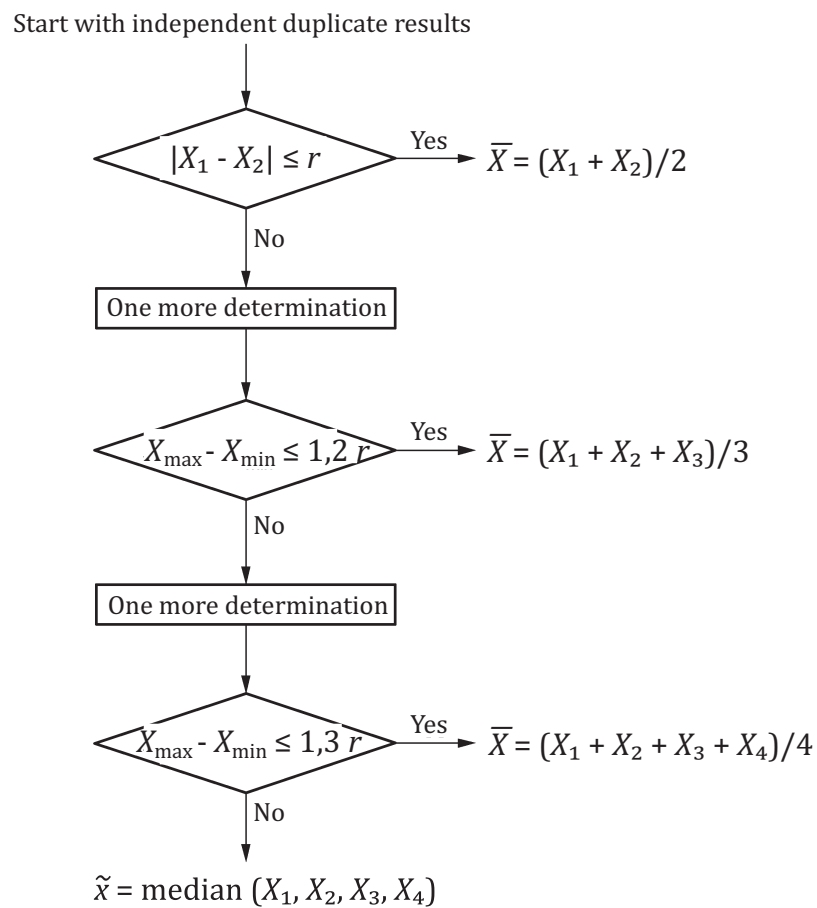 Start with independent duplicate results
|X₁ - X₂| ≤ r
Yes
X̅ = (X₁ + X₂)/2
No
One more determination
Xmax - Xmin ≤ 1,2 r
Yes
X̅ = (X₁ + X₂ + X₃)/3
No
One more determination
Xmax - Xmin ≤ 1,3 r
Yes
X̅ = (X₁ + X₂ + X₃ + X₄)/4
No
x̃ = median (X₁, X₂, X₃, X₄)